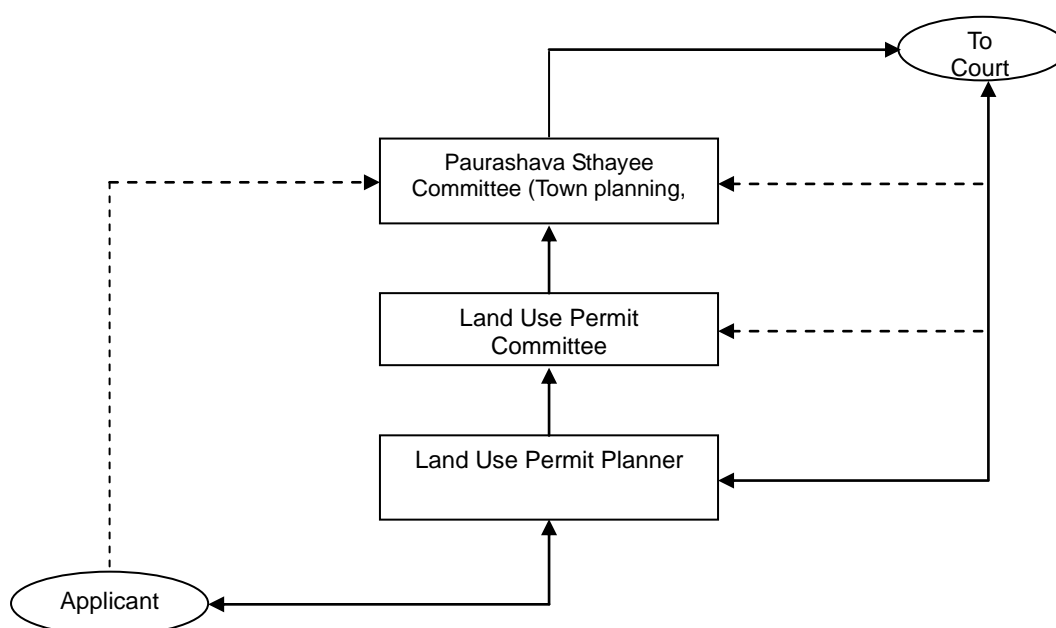 To
Court
Paurashava Sthayee
Committee (Town planning,
Land Use Permit
Committee
Land Use Permit Planner
Applicant